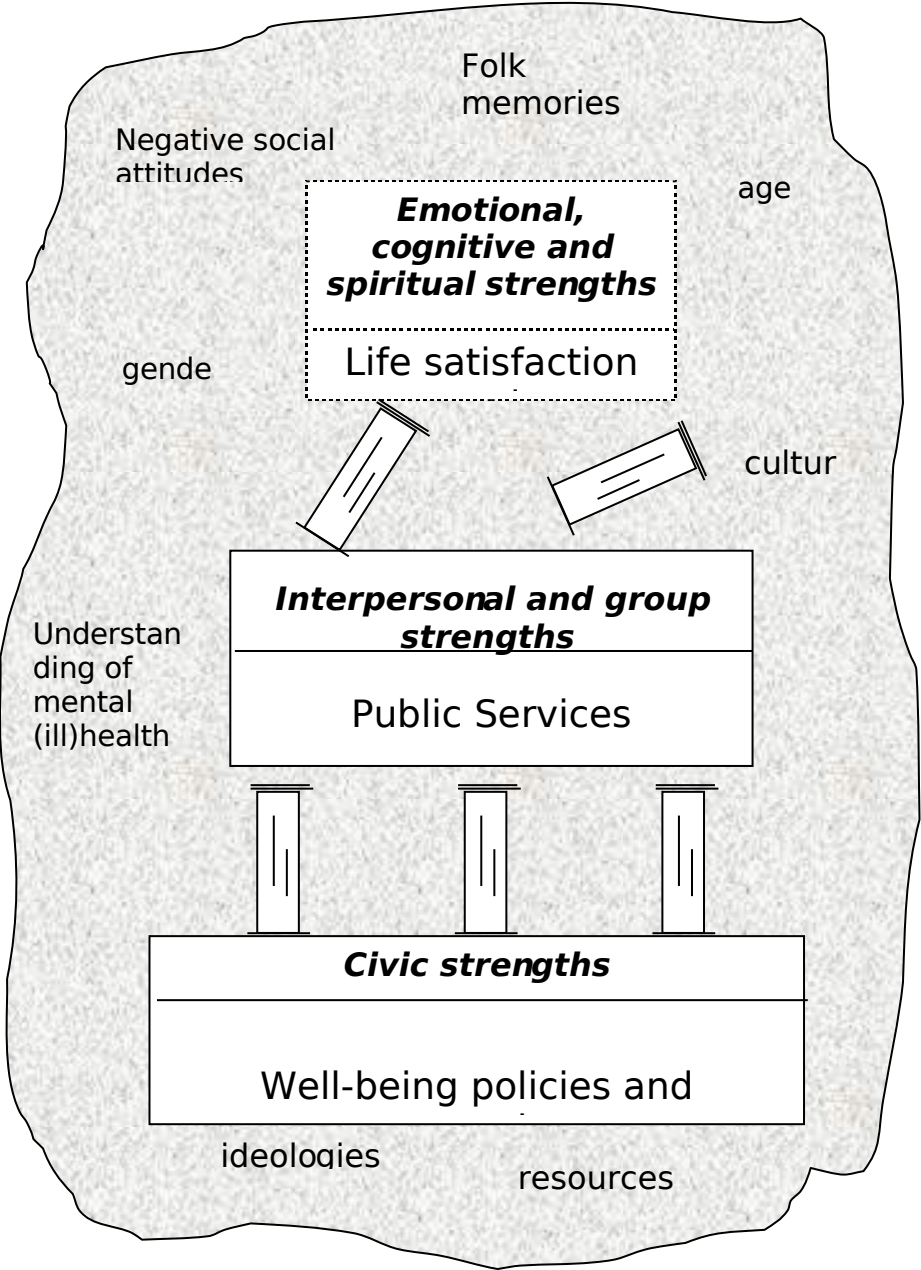 Folk
memories
Negative social
attitudes
age
Emotional,
cognitive and
spiritual strengths
Life satisfaction
gende
cultur
Interpersonal and group
strengths
Understan
ding of
mental
(ill)health
Public Services
Civic strengths
Well-being policies and
ideologies
resources